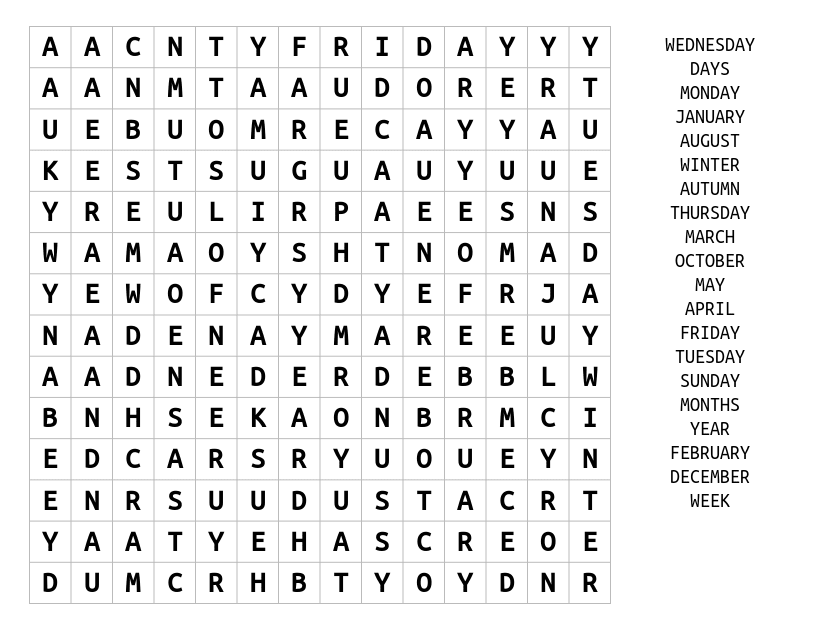 A A C N T Y F R I D A Y Y Y
A A N M T A A U D O R E R T
U E B U O M R E C A Y Y A U
K E S T S U G U A U Y U U E
Y R E U L I R P A E E S N S
W A M A O Y S H T N O M A D
Y E W O F C Y D Y E F R J A
N A D E N A Y M A R E E U Y
A A D N E D E R D E B B L W
B N H S E K A O N B R M C I
E D C A R S R Y U O U E Y N
E N R S U U D U S T A C R T
Y A A T Y E H A S C R E O E
D U M C R H B T Y O Y D N R
WEDNESDAY
DAYS
MONDAY
JANUARY
AUGUST
WINTER
AUTUMN
THURSDAY
MARCH
OCTOBER
MAY
APRIL
FRIDAY
TUESDAY
SUNDAY
MONTHS
YEAR
FEBRUARY
DECEMBER
WEEK